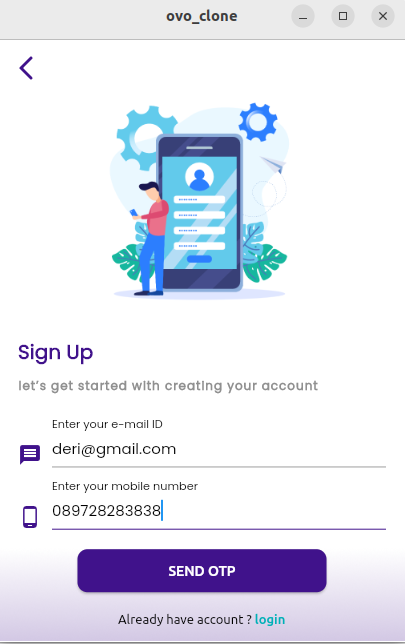 ovo_clone
Sign Up
let's get started with creating your account
Enter your e-mail ID
deri@gmail.com
Enter your mobile number
089728283838
SEND OTP
Already have account ? login